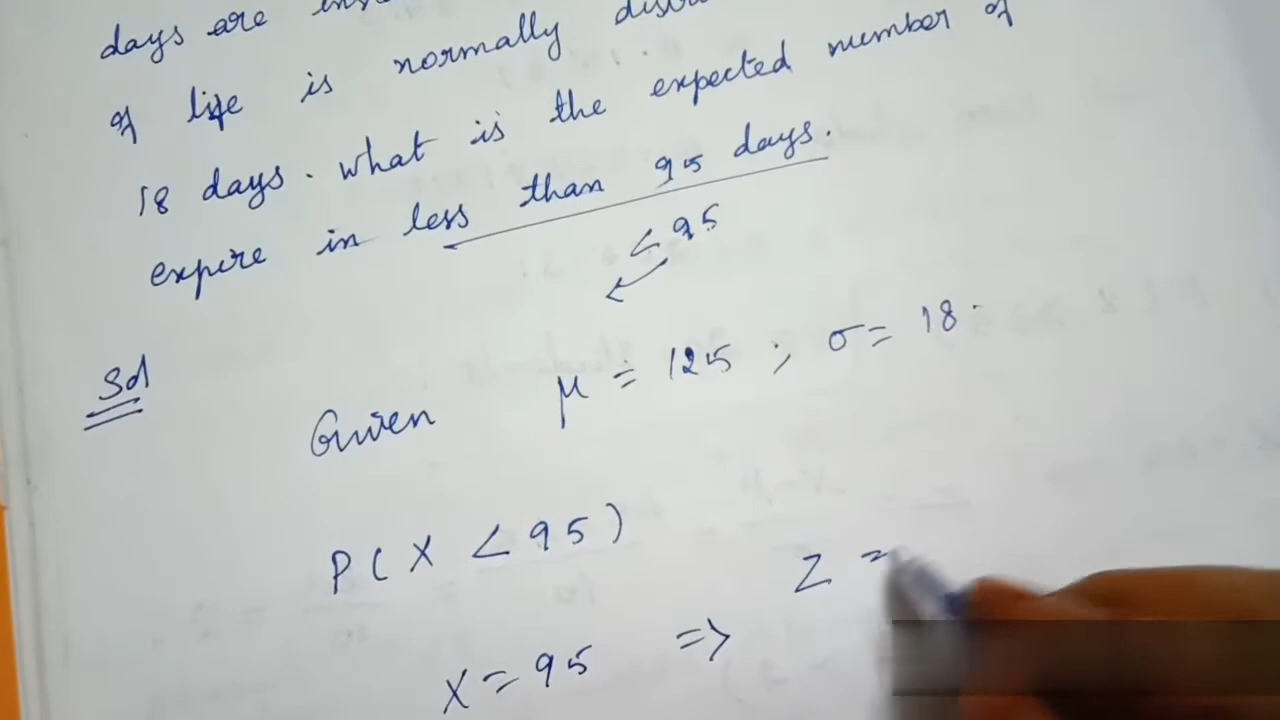 days are
of life is normally
18 days. what is the expected number of
expire in less than 95 days.
< 95
Sol
Given μ = 125 ; σ = 18.
P(X < 95)
X = 95 => Z =